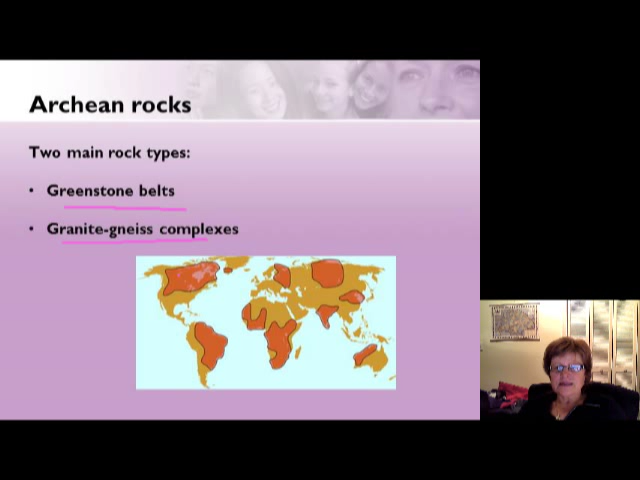 Archean rocks
Two main rock types:
• Greenstone belts
• Granite-gneiss complexes